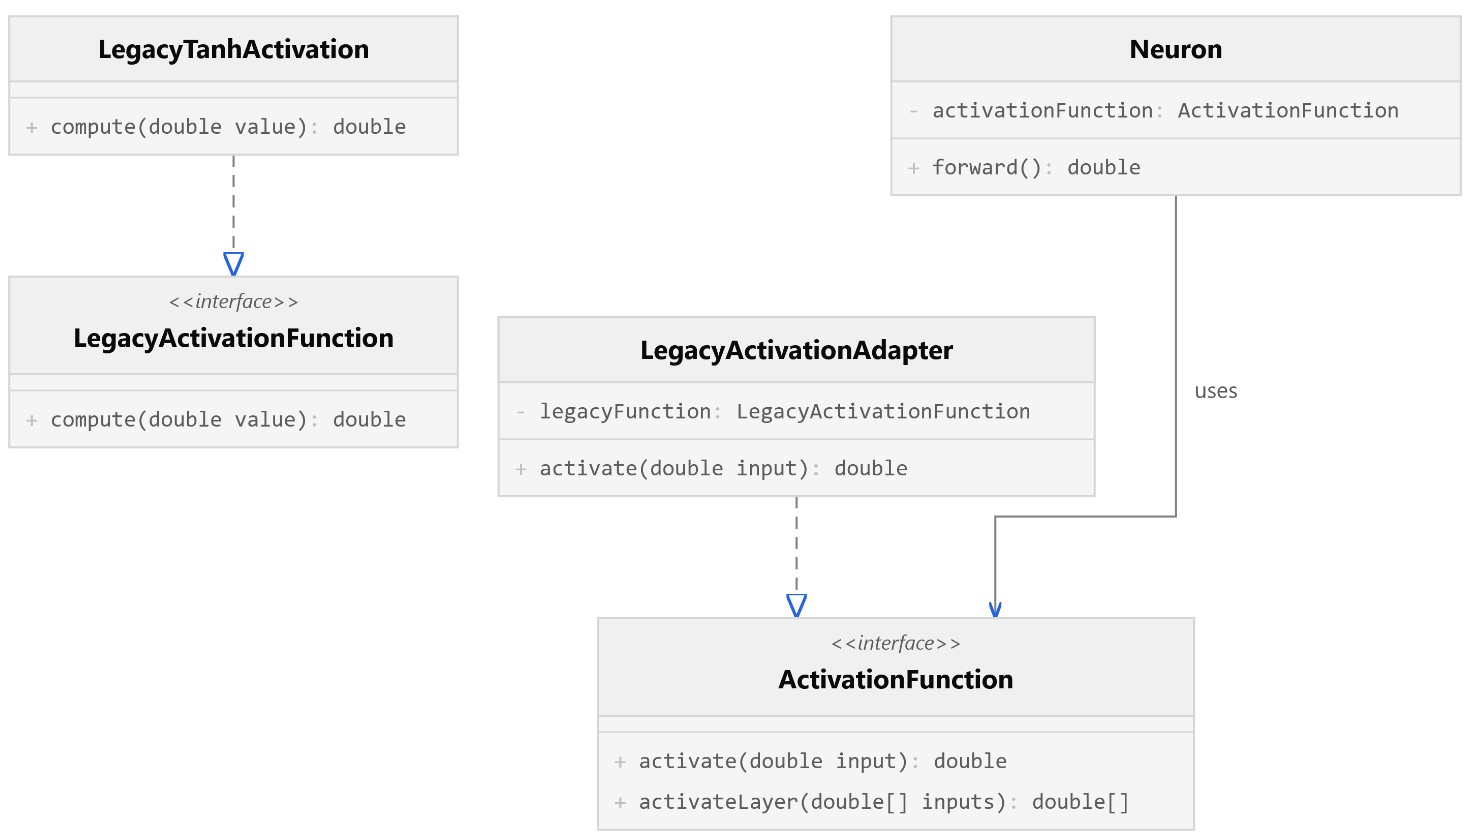 LegacyTanhActivation
+ compute(double value): double
Neuron
- activationFunction: ActivationFunction
+ forward(): double
<<interface>>
LegacyActivationFunction
+ compute(double value): double
LegacyActivationAdapter
- legacyFunction: LegacyActivationFunction
+ activate(double input): double
uses
<<interface>>
ActivationFunction
+ activate(double input): double
+ activateLayer(double[] inputs): double[]